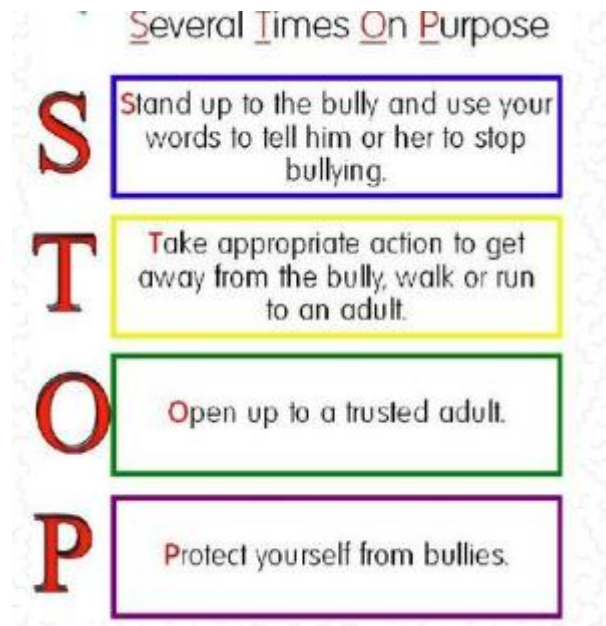 Several Times On Purpose
S
Stand up to the bully and use your
words to tell him or her to stop
bullying.
T
Take appropriate action to get
away from the bully, walk or run
to an adult.
O
Open up to a trusted adult.
P
Protect yourself from bullies.